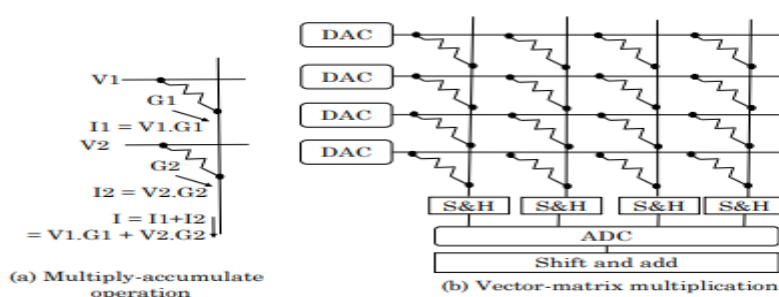 V1
G1
I1 = V1.G1
V2
G2
I2 = V2.G2
I = I1+I2
= V1.G1 + V2.G2
(a) Multiply-accumulate
operation
DAC
DAC
DAC
DAC
S&H S&H S&H S&H
ADC
Shift and add
(b) Vector-matrix multiplication